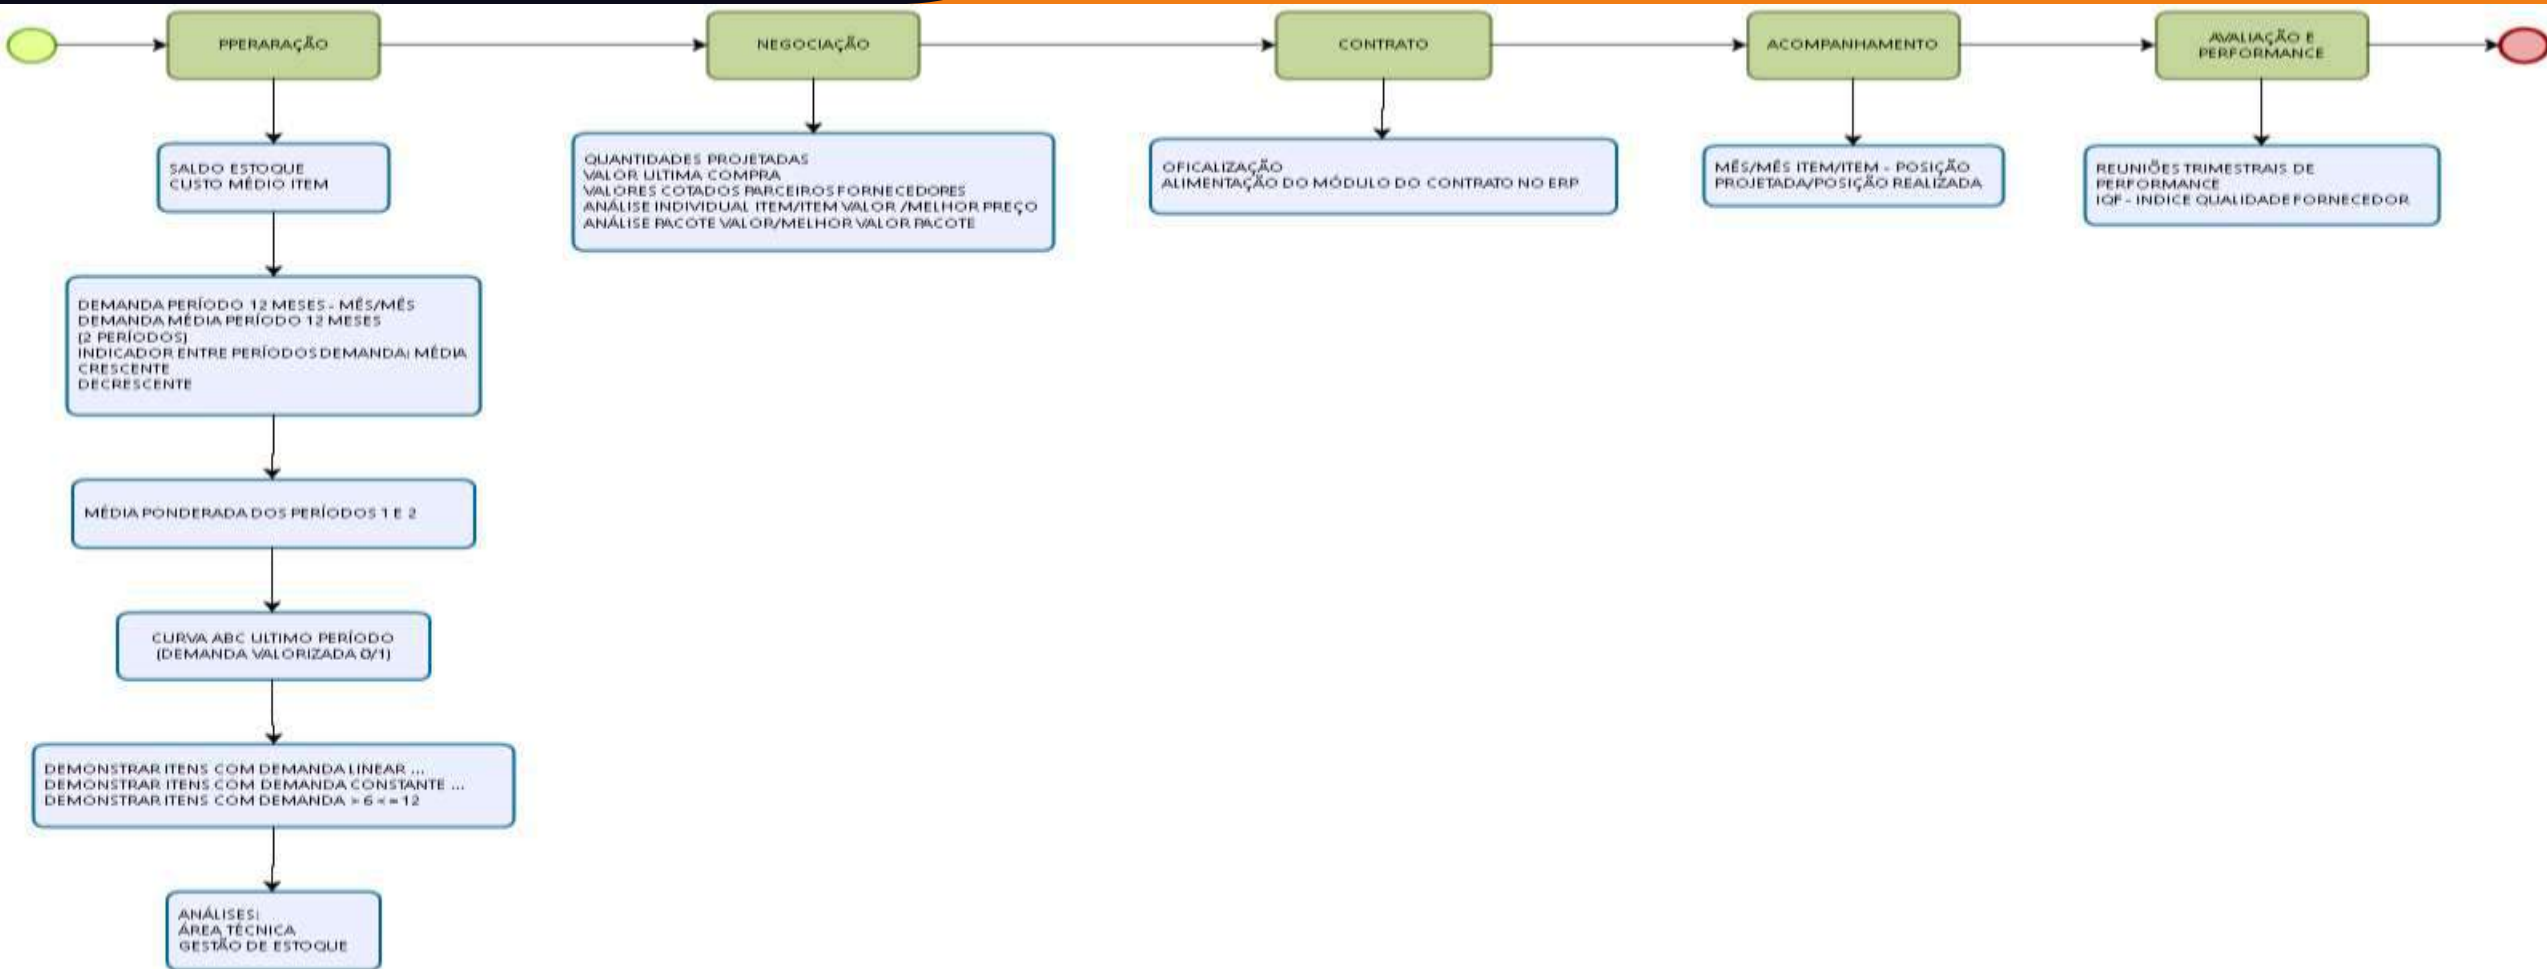 PPERARAÇÃO
NEGOCIAÇÃO
CONTRATO
ACOMPANHAMENTO
AVALIAÇÃO E
PERFORMANCE
SALDO ESTOQUE
CUSTO MÉDIO ITEM
DEMANDA PERÍODO 12 MESES - MÊS/MÊS
DEMANDA MÉDIA PERÍODO 12 MESES
(2 PERÍODOS)
INDICADOR ENTRE PERÍODOS DEMANDA: MÉDIA
CRESCENTE
DECRESCENTE
MÉDIA PONDERADA DOS PERÍODOS 1 E 2
CURVA ABC ULTIMO PERÍODO
(DEMANDA VALORIZADA 0/1)
DEMONSTRAR ITENS COM DEMANDA LINEAR ...
DEMONSTRAR ITENS COM DEMANDA CONSTANTE ...
DEMONSTRAR ITENS COM DEMANDA > 6 <= 12
ANÁLISES:
ÁREA TÉCNICA
GESTÃO DE ESTOQUE
QUANTIDADES PROJETADAS
VALOR ULTIMA COMPRA
VALORES COTADOS PARCEIROS FORNECEDORES
ANÁLISE INDIVIDUAL ITEM/ITEM VALOR /MELHOR PREÇO
ANÁLISE PACOTE VALOR/MELHOR VALOR PACOTE
OFICALIZAÇÃO
ALIMENTAÇÃO DO MÓDULO DO CONTRATO NO ERP
MÊS/MÊS ITEM/ITEM - POSIÇÃO
PROJETADA/POSIÇÃO REALIZADA
REUNIÕES TRIMESTRAIS DE
PERFORMANCE
IQF - INDICE QUALIDADE FORNECEDOR